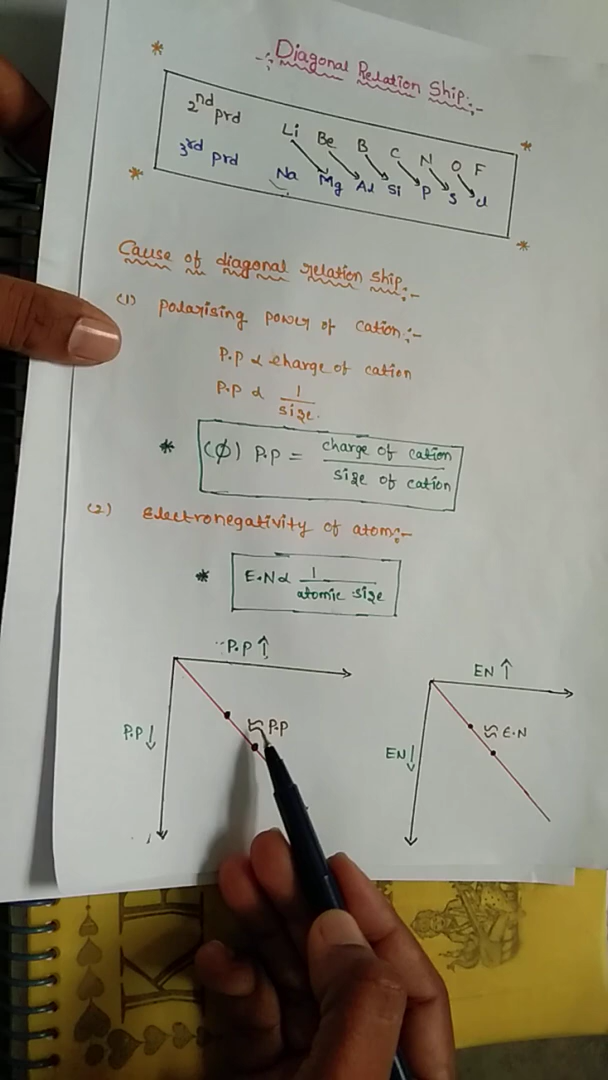 -:Diagonal Relation Ship:-
2nd prd Li Be B C N O F
3rd prd Na Mg Al Si P S Cl
Cause of diagonal relation ship:-
(1) Polarising power of cation:-
P.P ∝ charge of cation
P.P ∝ 1/size.
* (ϕ) P.P = charge of cation/size of cation
(2) Electronegativity of atom:-
* E.N ∝ 1/atomic size
P.P ↑
P.P ↓
≈ P.P
EN ↑
EN ↓
≈ E.N